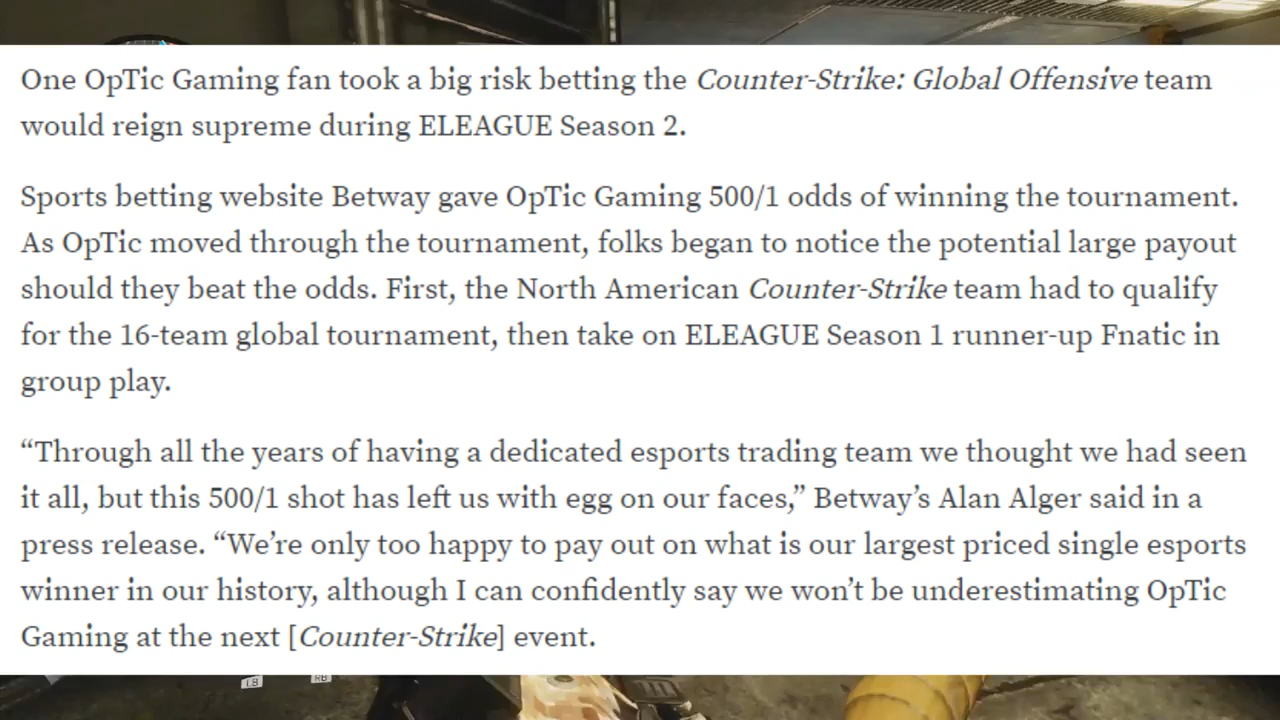 One OpTic Gaming fan took a big risk betting the Counter-Strike: Global Offensive team
would reign supreme during ELEAGUE Season 2.
Sports betting website Betway gave OpTic Gaming 500/1 odds of winning the tournament.
As OpTic moved through the tournament, folks began to notice the potential large payout
should they beat the odds. First, the North American Counter-Strike team had to qualify
for the 16-team global tournament, then take on ELEAGUE Season 1 runner-up Fnatic in
group play.
“Through all the years of having a dedicated esports trading team we thought we had seen
it all, but this 500/1 shot has left us with egg on our faces,” Betway’s Alan Alger said in a
press release. “We’re only too happy to pay out on what is our largest priced single esports
winner in our history, although I can confidently say we won’t be underestimating OpTic
Gaming at the next [Counter-Strike] event.
LB RB